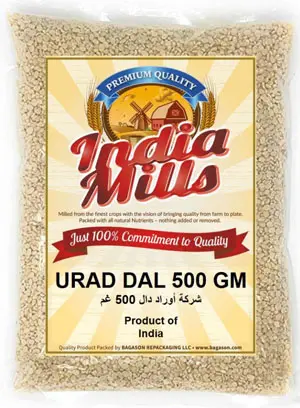 PREMIUM QUALITY
India
Mills
Milled from the finest crops with the vision of bringing quality from farm to plate.
Packed with all natural Nutrients – nothing added or removed.
Just 100% Commitment to Quality
URAD DAL 500 GM
شركة أوراد دال 500 غم
Product of
India
Quality Product Packed by BAGASON REPACKAGING LLC • www.bagason.com